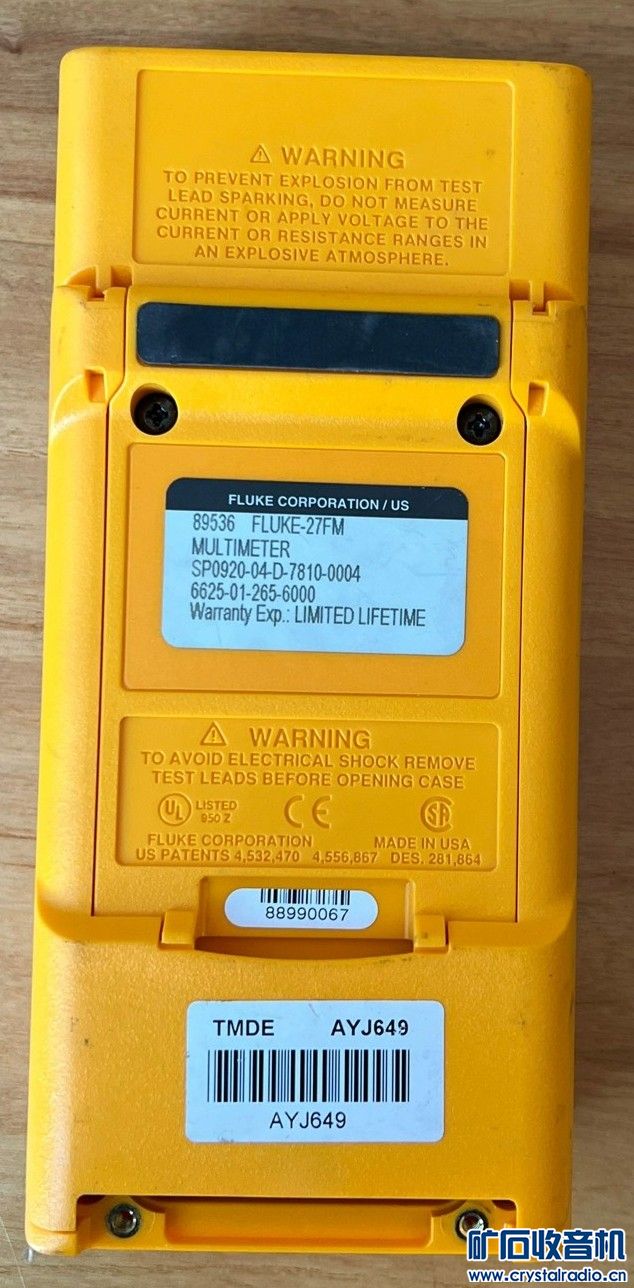 ⚠ WARNING
TO PREVENT EXPLOSION FROM TEST
LEAD SPARKING, DO NOT MEASURE
CURRENT OR APPLY VOLTAGE TO THE
CURRENT OR RESISTANCE RANGES IN
AN EXPLOSIVE ATMOSPHERE.
FLUKE CORPORATION / US
89536 FLUKE-27FM
MULTIMETER
SP0920-04-D-7810-0004
6625-01-265-6000
Warranty Exp.: LIMITED LIFETIME
⚠ WARNING
TO AVOID ELECTRICAL SHOCK REMOVE
TEST LEADS BEFORE OPENING CASE
UL LISTED
950 Z
CE
SA
FLUKE CORPORATION MADE IN USA
US PATENTS 4,532,470 4,556,867 DES. 281,864
88990067
TMDE AYJ649
AYJ649
矿石收音机
www.crystalradio.cn